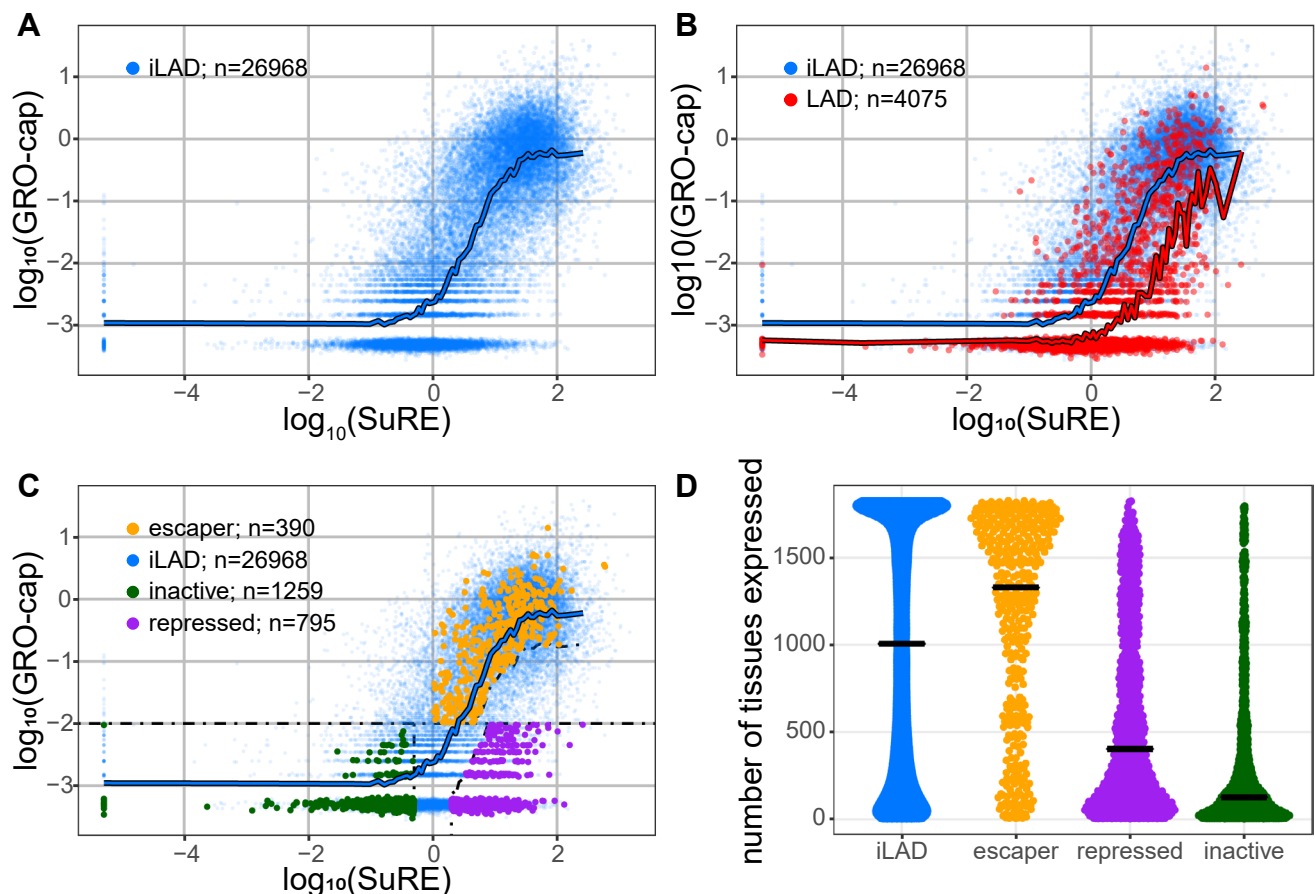 A
iLAD; n=26968
log₁₀(GRO-cap)
1
0
−1
−2
−3
−4
−2
0
2
log₁₀(SuRE)
B
iLAD; n=26968
LAD; n=4075
log10(GRO-cap)
1
0
−1
−2
−3
−4
−2
0
2
log₁₀(SuRE)
C
escaper; n=390
iLAD; n=26968
inactive; n=1259
repressed; n=795
log₁₀(GRO-cap)
1
0
−1
−2
−3
−4
−2
0
2
log₁₀(SuRE)
D
number of tissues expressed
1500
1000
500
0
iLAD
escaper
repressed
inactive